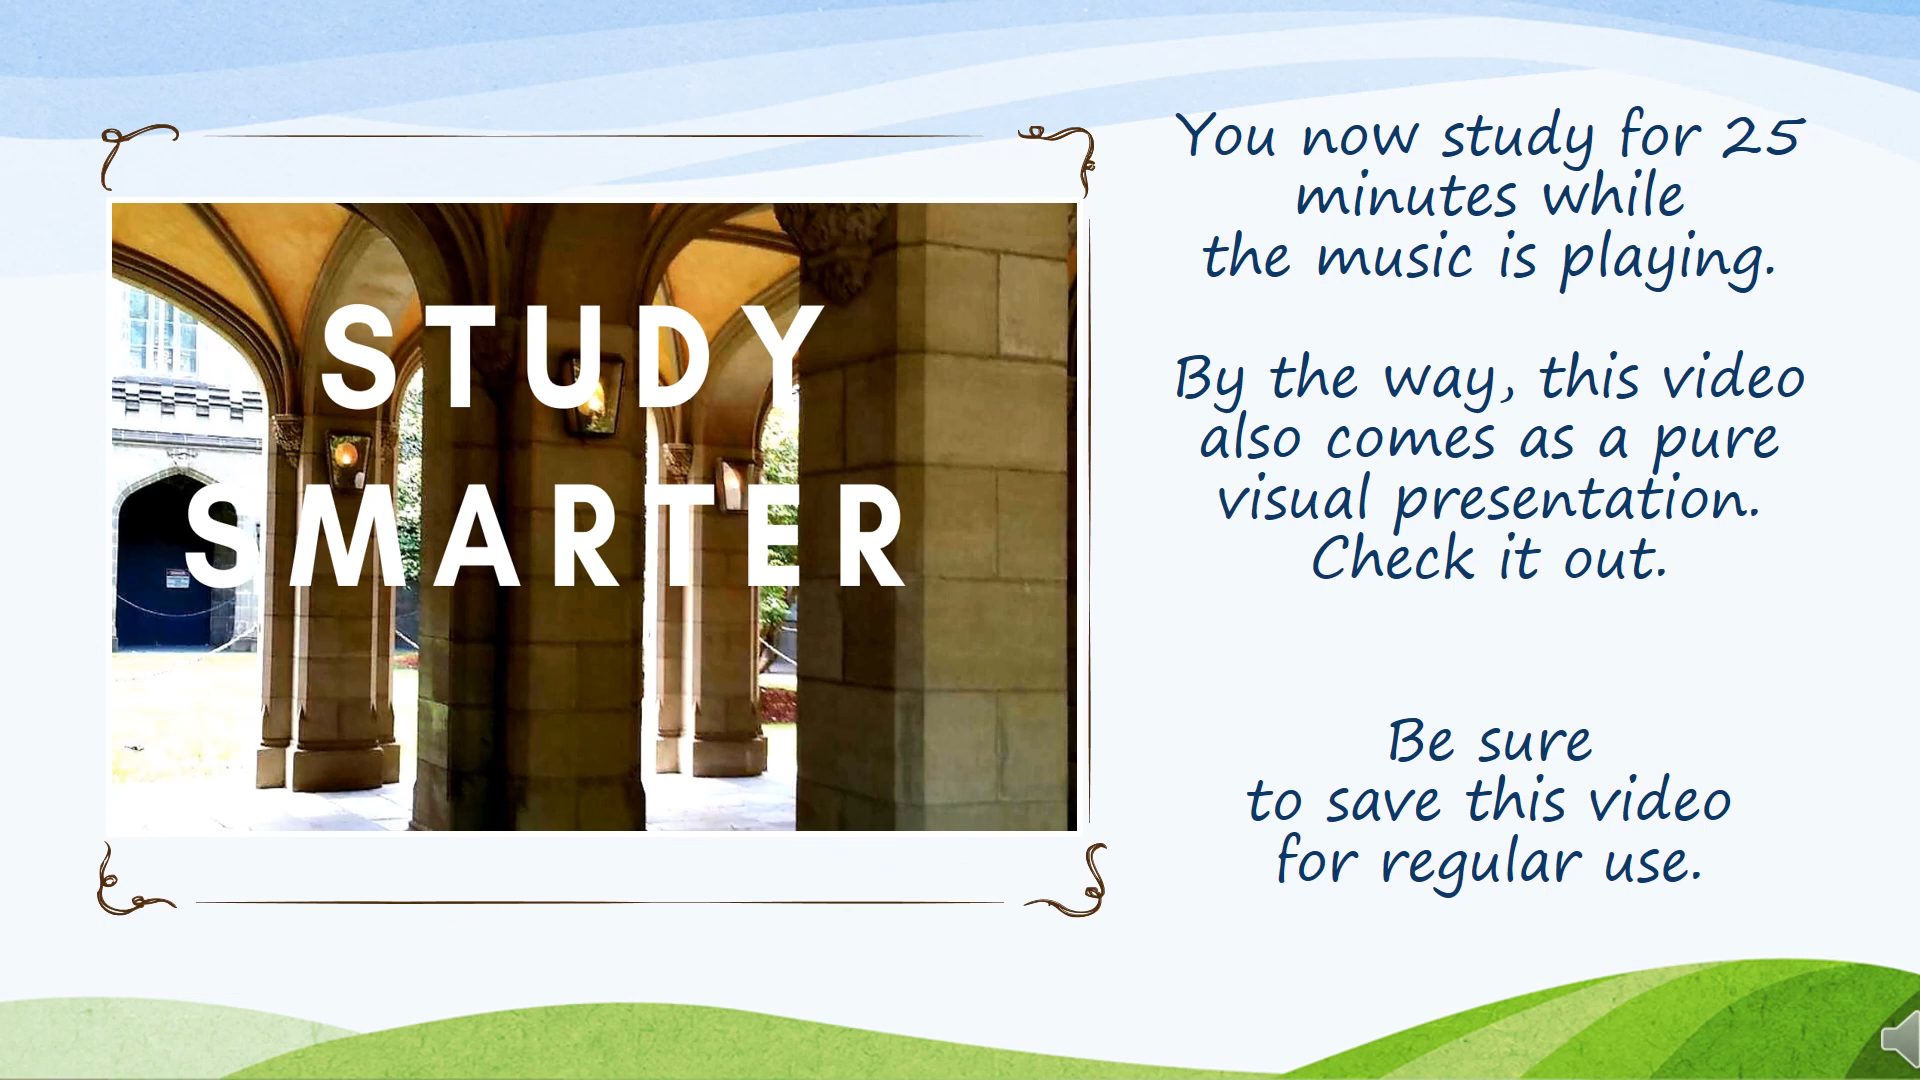 STUDY
SMARTER
You now study for 25
minutes while
the music is playing.
By the way, this video
also comes as a pure
visual presentation.
Check it out.
Be sure
to save this video
for regular use.